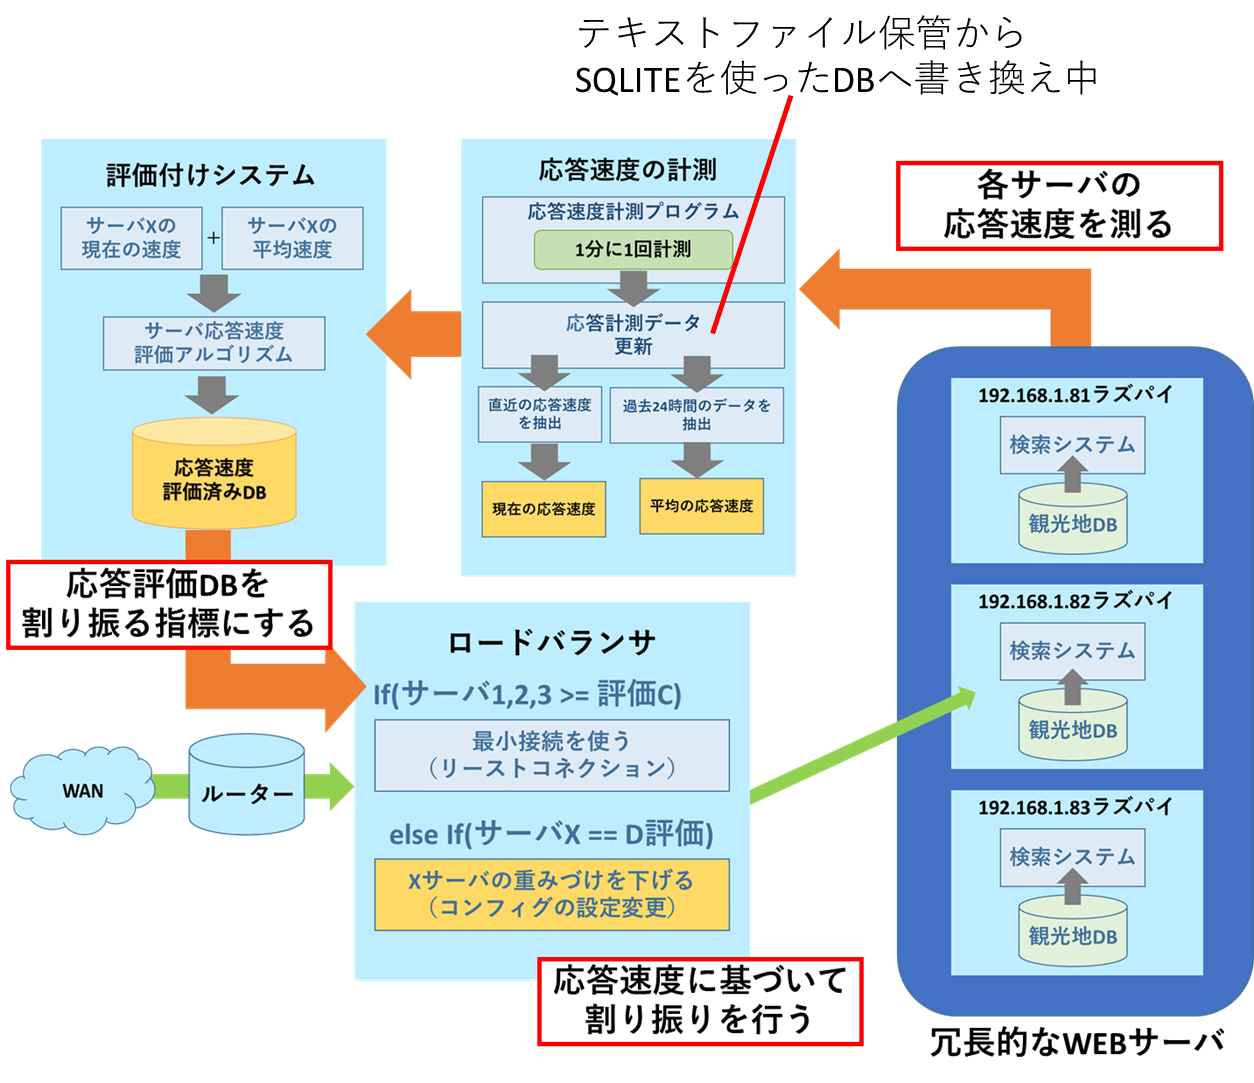 テキストファイル保管から
SQLITEを使ったDBへ書き換え中
評価付けシステム
サーバXの
現在の速度
+
サーバXの
平均速度
サーバ応答速度
評価アルゴリズム
応答速度
評価済みDB
応答速度の計測
応答速度計測プログラム
1分に1回計測
応答計測データ
更新
直近の応答速度
を抽出
過去24時間のデータを
抽出
現在の応答速度
平均の応答速度
各サーバの
応答速度を測る
192.168.1.81ラズパイ
検索システム
観光地DB
192.168.1.82ラズパイ
検索システム
観光地DB
192.168.1.83ラズパイ
検索システム
観光地DB
冗長的なWEBサーバ
応答評価DBを
割り振る指標にする
WAN
ルーター
ロードバランサ
If(サーバ1,2,3 >= 評価C)
最小接続を使う
（リーストコネクション）
else If(サーバX == D評価)
Xサーバの重みづけを下げる
（コンフィグの設定変更）
応答速度に基づいて
割り振りを行う